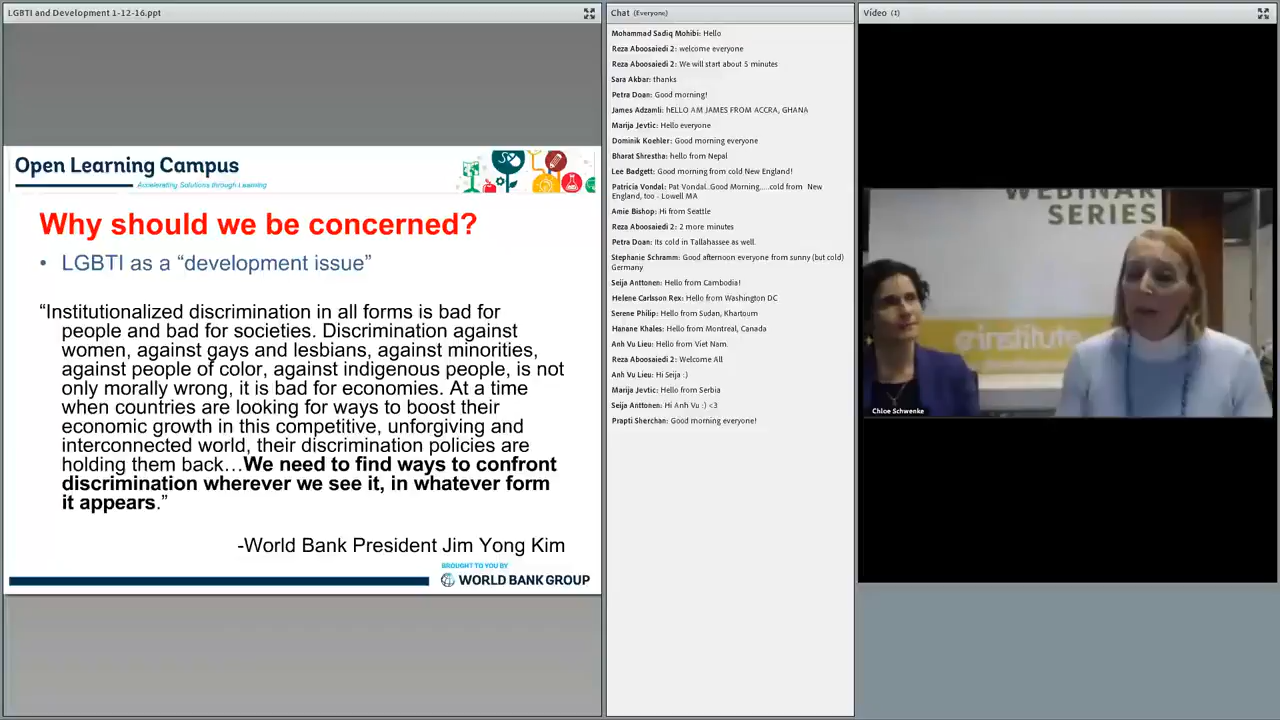 LGBTI and Development 1-12-16.ppt
Open Learning Campus
Accelerating Solutions through Learning
Why should we be concerned?
• LGBTI as a “development issue”
“Institutionalized discrimination in all forms is bad for
people and bad for societies. Discrimination against
women, against gays and lesbians, against minorities,
against people of color, against indigenous people, is not
only morally wrong, it is bad for economies. At a time
when countries are looking for ways to boost their
economic growth in this competitive, unforgiving and
interconnected world, their discrimination policies are
holding them back…We need to find ways to confront
discrimination wherever we see it, in whatever form
it appears.”
-World Bank President Jim Yong Kim
BROUGHT TO YOU BY
WORLD BANK GROUP
Chat (Everyone)
Mohammad Sadiq Mohibi: Hello
Reza Aboosaiedi 2: welcome everyone
Reza Aboosaiedi 2: We will start about 5 minutes
Sara Akbar: thanks
Petra Doan: Good morning!
James Adzamli: hELLO AM JAMES FROM ACCRA, GHANA
Marija Jevtic: Hello everyone
Dominik Koehler: Good morning everyone
Bharat Shrestha: hello from Nepal
Lee Badgett: Good morning from cold New England!
Patricia Vondal: Pat Vondal..Good Morning.....cold from New
England, too - Lowell MA
Amie Bishop: Hi from Seattle
Reza Aboosaiedi 2: 2 more minutes
Petra Doan: Its cold in Tallahassee as well.
Stephanie Schramm: Good afternoon everyone from sunny (but cold)
Germany
Seija Anttonen: Hello from Cambodia!
Helene Carlsson Rex: Hello from Washington DC
Serene Philip: Hello from Sudan, Khartoum
Hanane Khales: Hello from Montreal, Canada
Anh Vu Lieu: Hello from Viet Nam.
Reza Aboosaiedi 2: Welcome All
Anh Vu Lieu: Hi Seija :)
Marija Jevtic: Hello from Serbia
Seija Anttonen: Hi Anh Vu :) <3
Prapti Sherchan: Good morning everyone!
Vídeo (1)
WEBINAR
SERIES
einstitute
Chloe Schwenke